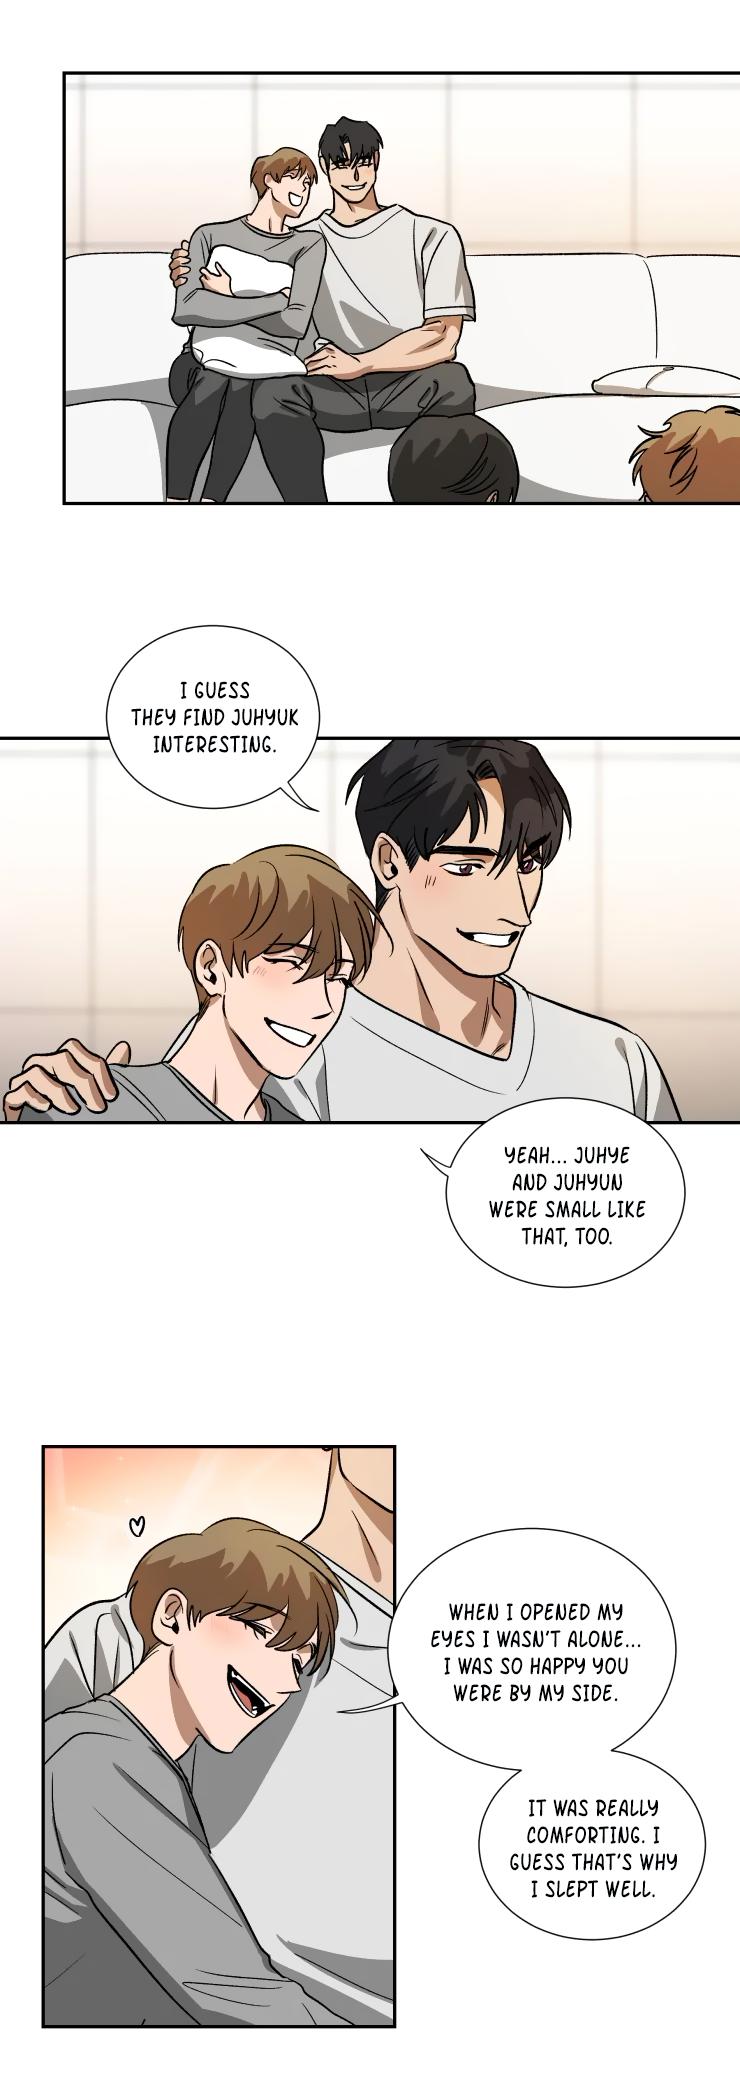 I GUESS
THEY FIND JUHYUK
INTERESTING.
YEAH... JUHYE
AND JUHYUN
WERE SMALL LIKE
THAT, TOO.
WHEN I OPENED MY
EYES I WASN'T ALONE...
I WAS SO HAPPY YOU
WERE BY MY SIDE.
IT WAS REALLY
COMFORTING. I
GUESS THAT'S WHY
I SLEPT WELL.